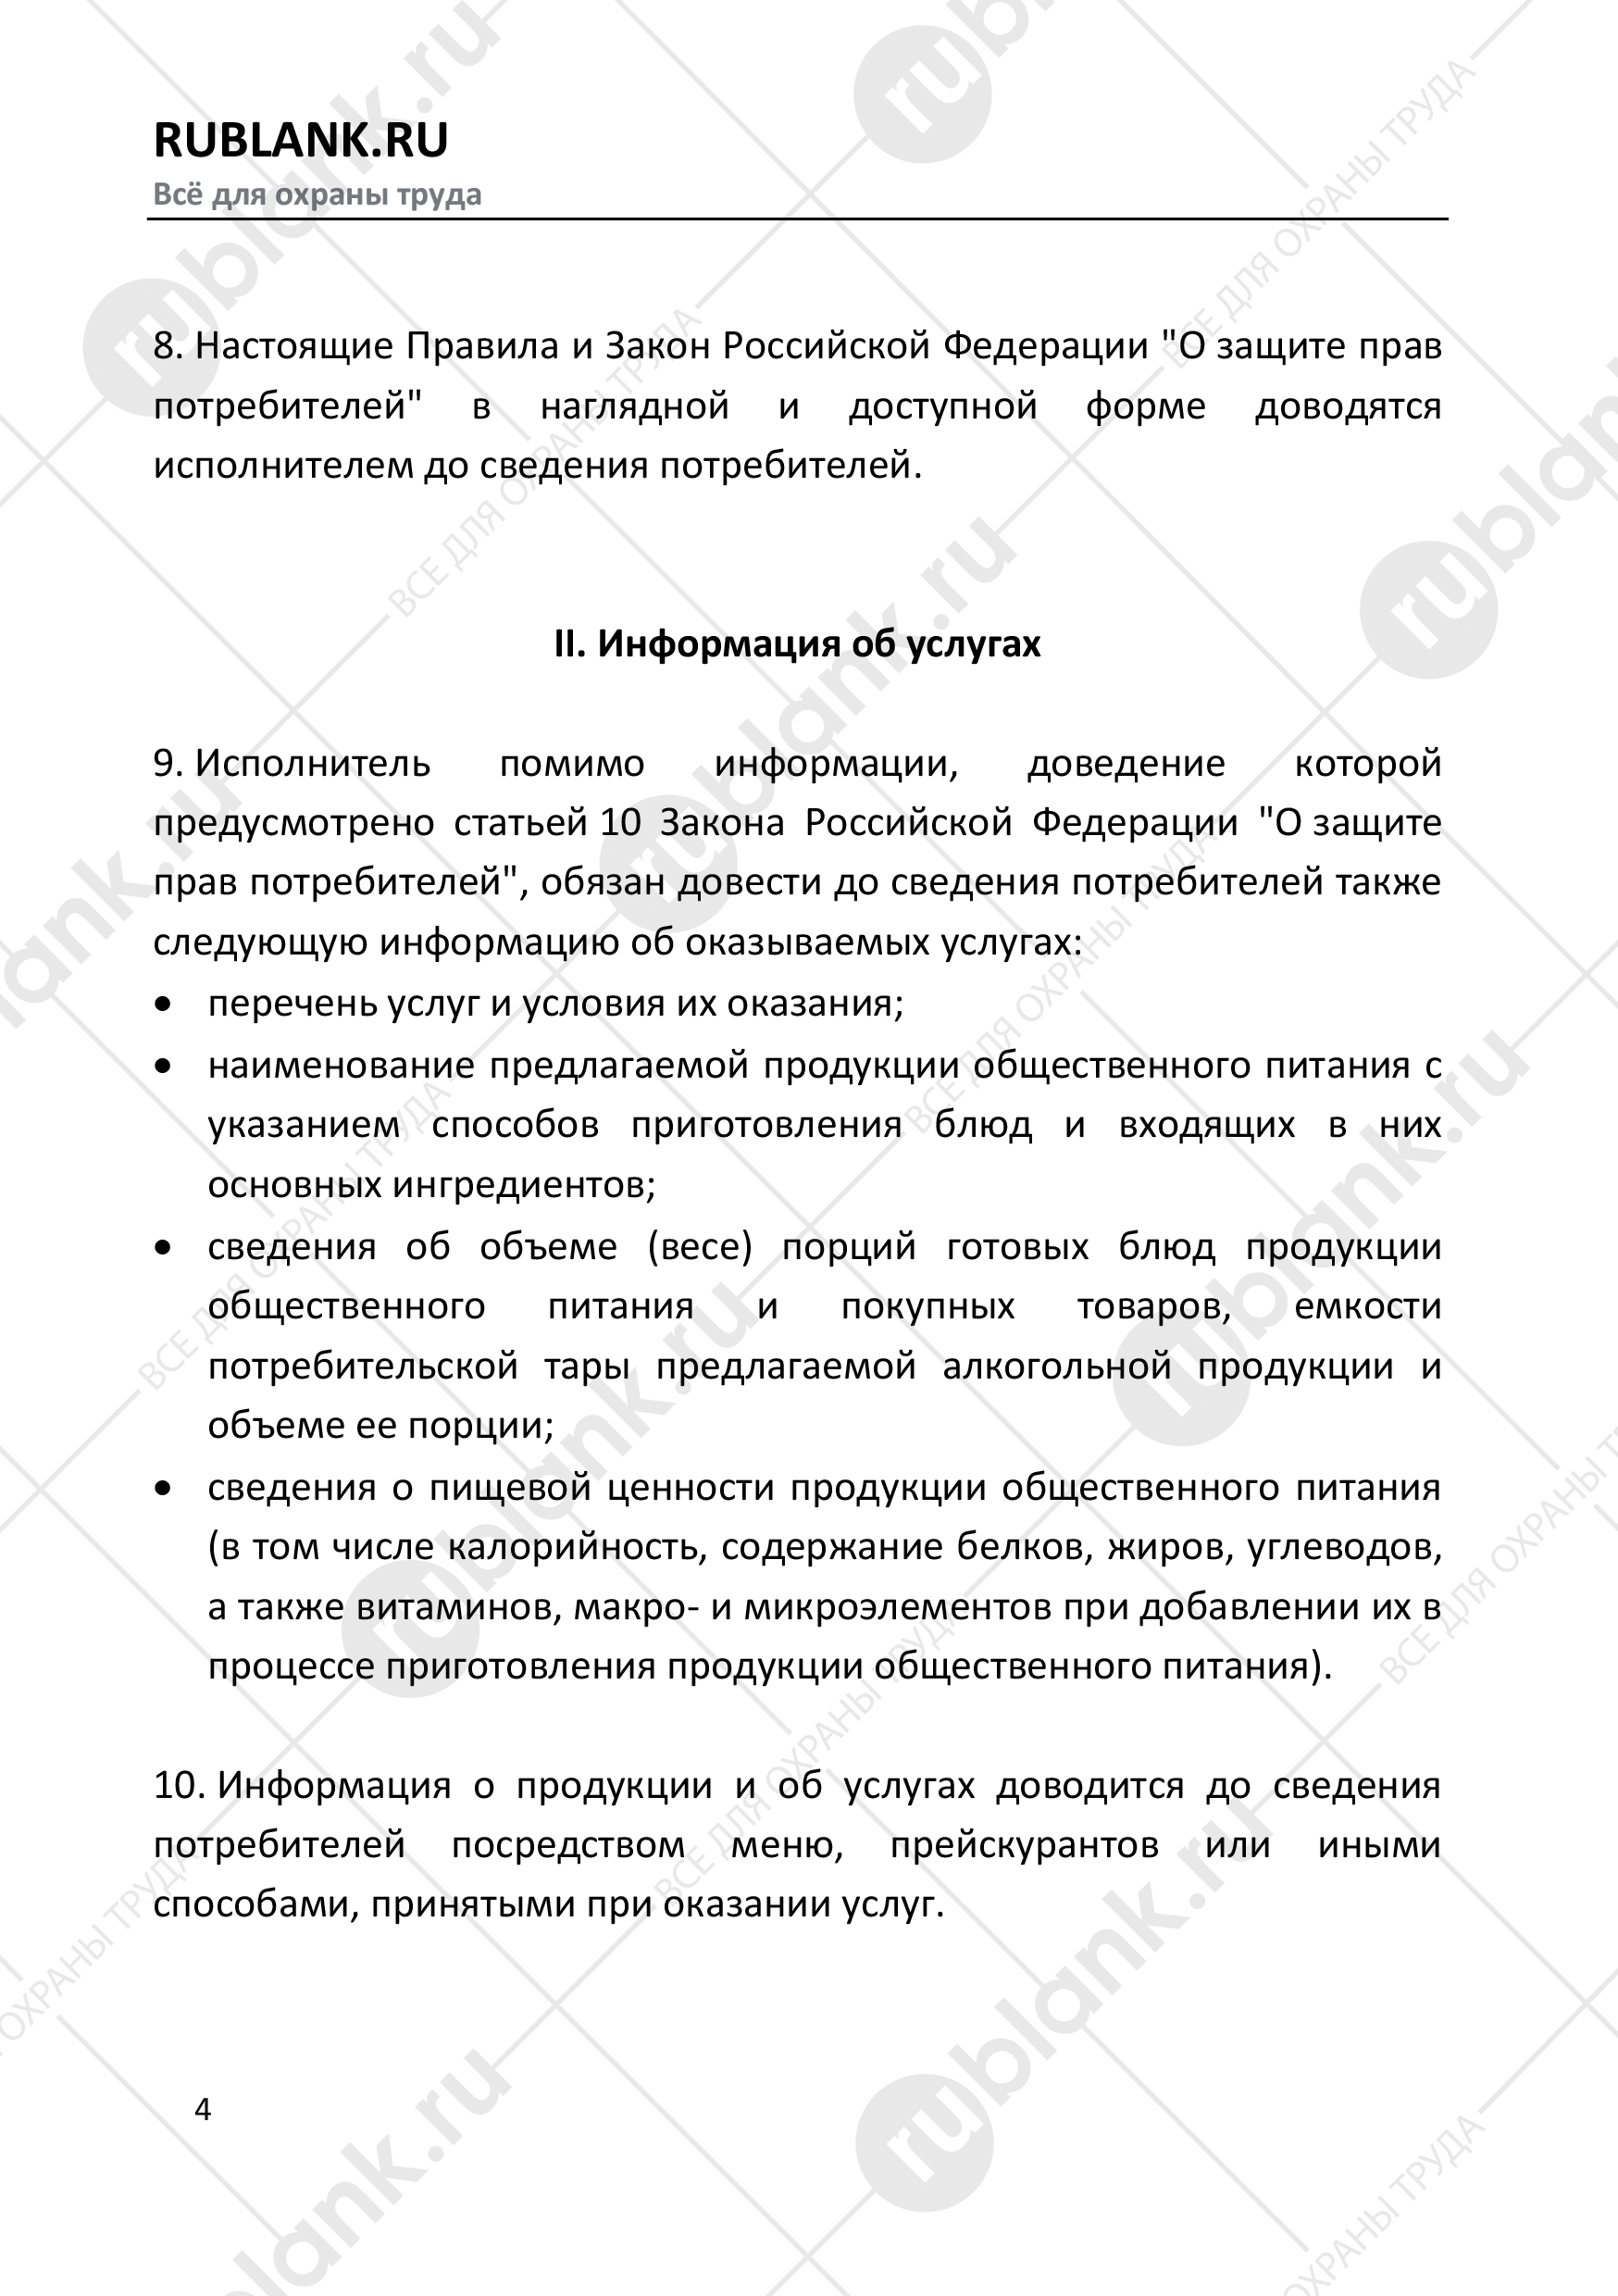 RUBLANK.RU
Всё для охраны труда
8. Настоящие Правила и Закон Российской Федерации "О защите прав
потребителей" в наглядной и доступной форме доводятся
исполнителем до сведения потребителей.
II. Информация об услугах
9. Исполнитель помимо информации, доведение которой
предусмотрено статьей 10 Закона Российской Федерации "О защите
прав потребителей", обязан довести до сведения потребителей также
следующую информацию об оказываемых услугах:
• перечень услуг и условия их оказания;
• наименование предлагаемой продукции общественного питания с
указанием способов приготовления блюд и входящих в них
основных ингредиентов;
• сведения об объеме (весе) порций готовых блюд продукции
общественного питания и покупных товаров, емкости
потребительской тары предлагаемой алкогольной продукции и
объеме ее порции;
• сведения о пищевой ценности продукции общественного питания
(в том числе калорийность, содержание белков, жиров, углеводов,
а также витаминов, макро- и микроэлементов при добавлении их в
процессе приготовления продукции общественного питания).
10. Информация о продукции и об услугах доводится до сведения
потребителей посредством меню, прейскурантов или иными
способами, принятыми при оказании услуг.
4